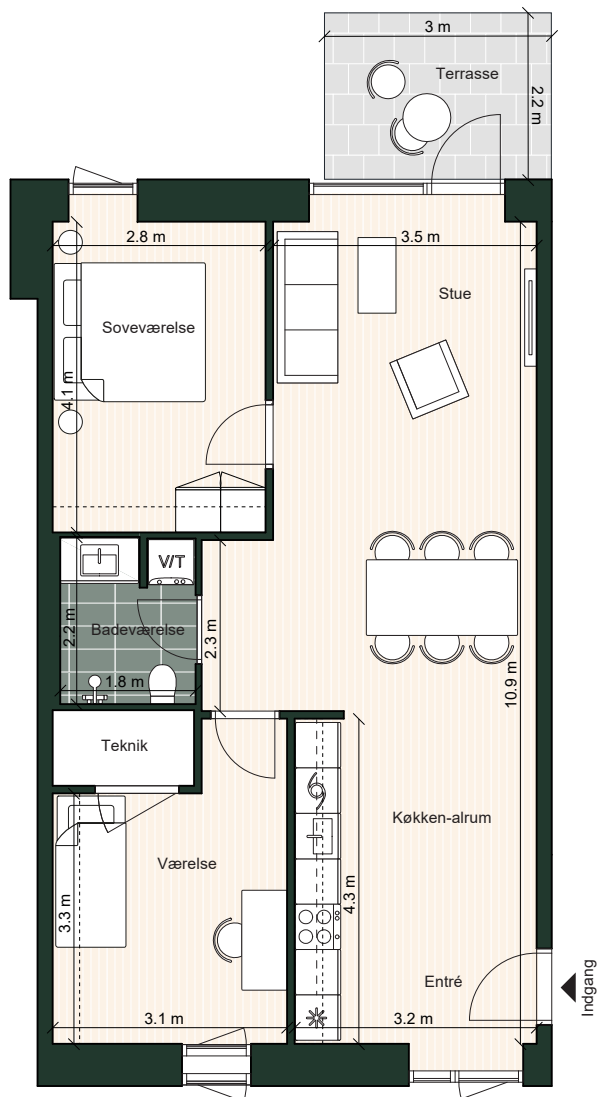 3 m
Terrasse
2.2 m
2.8 m
3.5 m
Stue
Soveværelse
4.1 m
V/T
Badeværelse
2.2 m
2.3 m
1.8 m
10.9 m
Teknik
Køkken-alrum
Værelse
3.3 m
4.3 m
Entré
Indgang
3.1 m
3.2 m